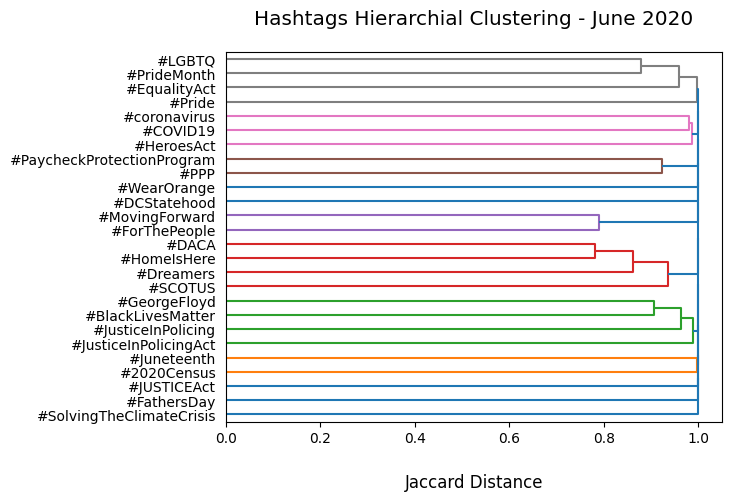 Hashtags Hierarchial Clustering - June 2020
#LGBTQ
#PrideMonth
#EqualityAct
#Pride
#coronavirus
#COVID19
#HeroesAct
#PaycheckProtectionProgram
#PPP
#WearOrange
#DCStatehood
#MovingForward
#ForThePeople
#DACA
#HomeIsHere
#Dreamers
#SCOTUS
#GeorgeFloyd
#BlackLivesMatter
#JusticeInPolicing
#JusticeInPolicingAct
#Juneteenth
#2020Census
#JUSTICEAct
#FathersDay
#SolvingTheClimateCrisis
0.0 0.2 0.4 0.6 0.8 1.0
Jaccard Distance